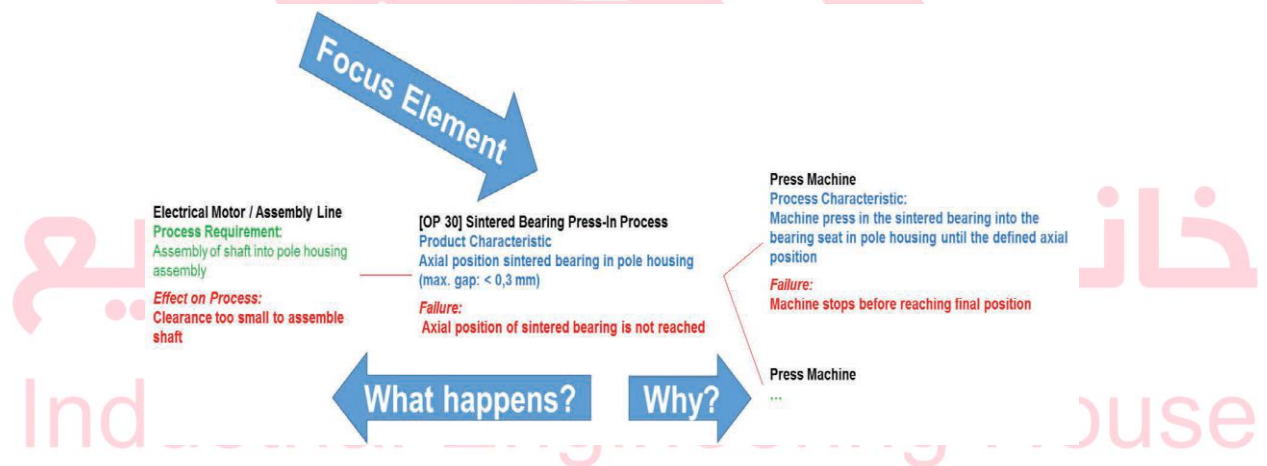 Focus Element
Electrical Motor / Assembly Line
Process Requirement:
Assembly of shaft into pole housing
assembly
Effect on Process:
Clearance too small to assemble
shaft
[OP 30] Sintered Bearing Press-In Process
Product Characteristic
Axial position sintered bearing in pole housing
(max. gap: < 0,3 mm)
Failure:
Axial position of sintered bearing is not reached
Press Machine
Process Characteristic:
Machine press in the sintered bearing into the
bearing seat in pole housing until the defined axial
position
Failure:
Machine stops before reaching final position
Press Machine
...
What happens?
Why?